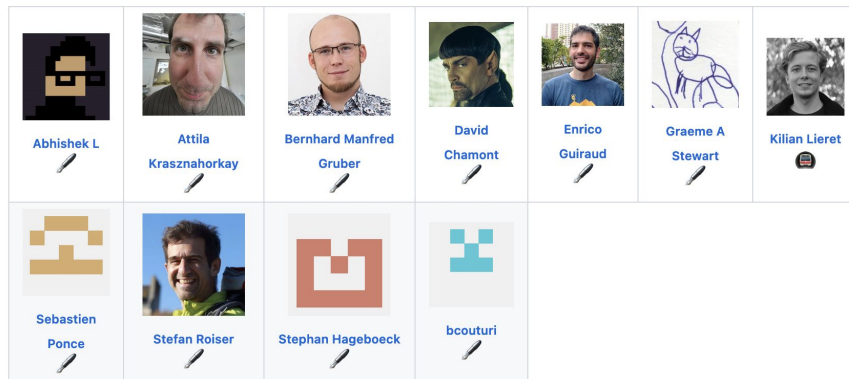 Abhishek L
Attila
Krasznahorkay
Bernhard Manfred
Gruber
David
Chamont
Enrico
Guiraud
Graeme A
Stewart
Kilian Lieret
Sebastien
Ponce
Stefan Roiser
Stephan Hageboeck
bcouturi